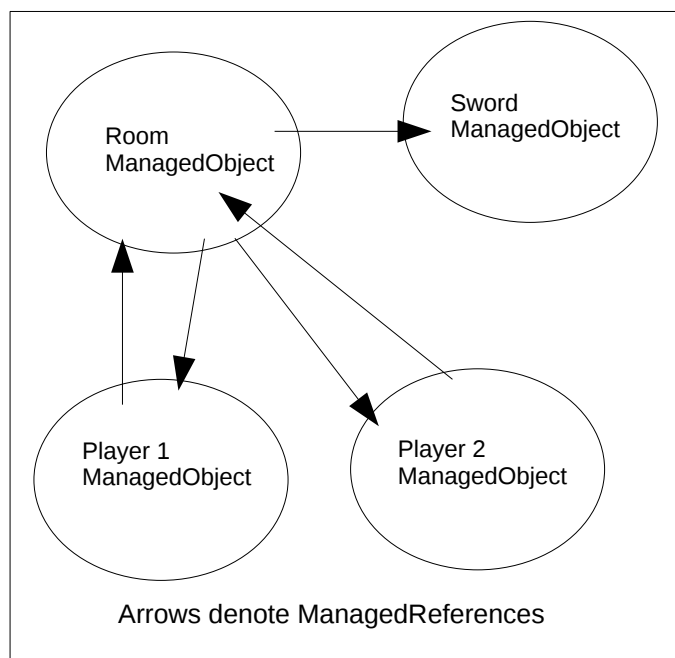 Room
ManagedObject
Sword
ManagedObject
Player 1
ManagedObject
Player 2
ManagedObject
Arrows denote ManagedReferences